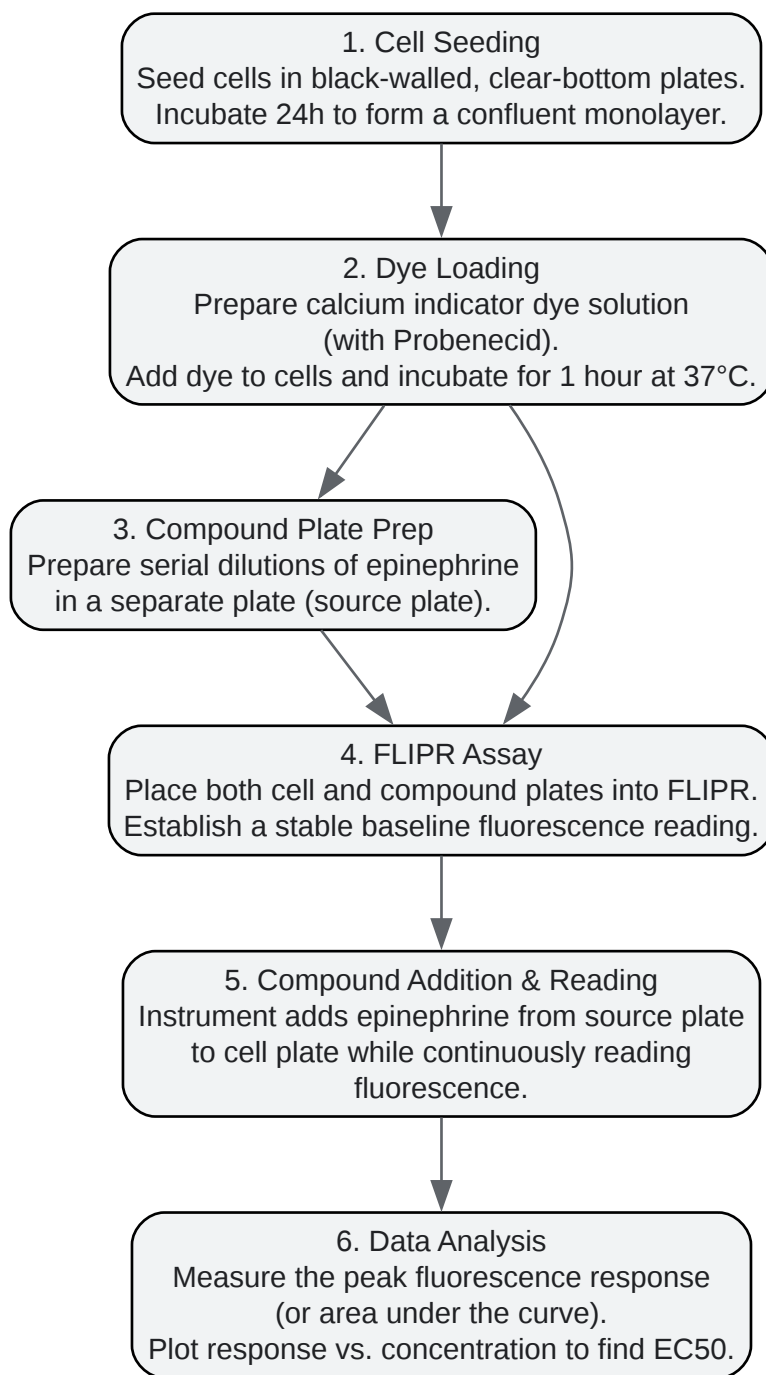 1. Cell Seeding
Seed cells in black-walled, clear-bottom plates.
Incubate 24h to form a confluent monolayer.
2. Dye Loading
Prepare calcium indicator dye solution
(with Probenecid).
Add dye to cells and incubate for 1 hour at 37°C.
3. Compound Plate Prep
Prepare serial dilutions of epinephrine
in a separate plate (source plate).
4. FLIPR Assay
Place both cell and compound plates into FLIPR.
Establish a stable baseline fluorescence reading.
5. Compound Addition & Reading
Instrument adds epinephrine from source plate
to cell plate while continuously reading
fluorescence.
6. Data Analysis
Measure the peak fluorescence response
(or area under the curve).
Plot response vs. concentration to find EC50.